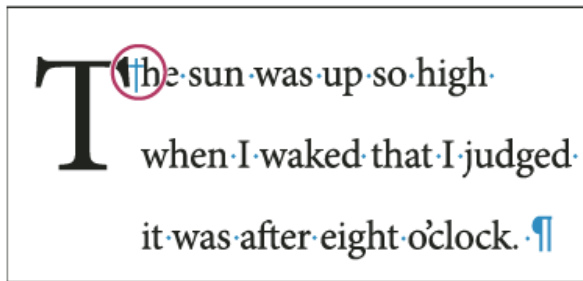 The sun was up so high
when I waked that I judged
it was after eight o’clock. ¶